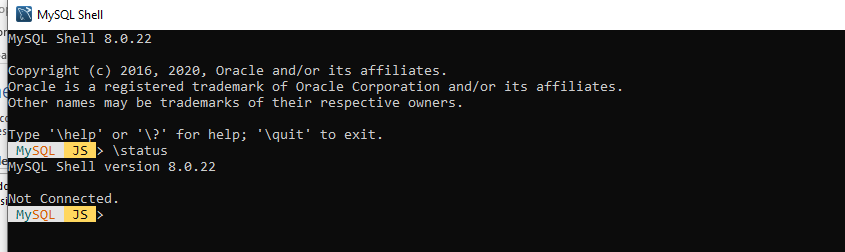 MySQL Shell
MySQL Shell 8.0.22
Copyright (c) 2016, 2020, Oracle and/or its affiliates.
Oracle is a registered trademark of Oracle Corporation and/or its affiliates.
Other names may be trademarks of their respective owners.
Type '\help' or '\?' for help; '\quit' to exit.
MySQL JS > \status
MySQL Shell version 8.0.22
Not Connected.
MySQL JS >